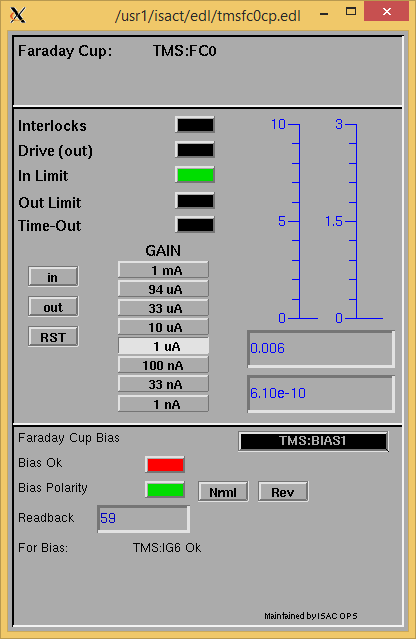 /usr1/isact/edl/tmsfc0cp.edl
Faraday Cup: TMS:FC0
Interlocks
Drive (out)
In Limit
Out Limit
Time-Out
10 3
5 1.5
0 0
GAIN
1 mA
94 uA
33 uA
10 uA
1 uA
100 nA
33 nA
1 nA
in
out
RST
0.006
6.10e-10
Faraday Cup Bias TMS:BIAS1
Bias Ok
Bias Polarity Nrml Rev
Readback 59
For Bias: TMS:IG6 Ok
Maintained by ISAC OPS